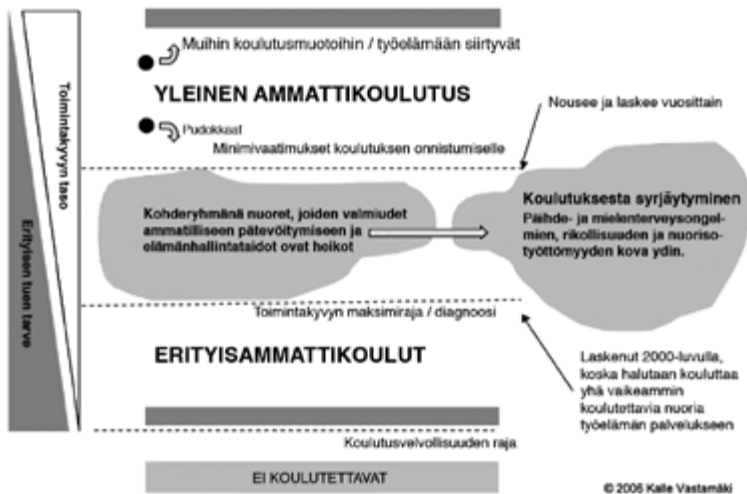 Toimintakyvyn taso
Erityisen tuen tarve
Muihin koulutusmuotoihin / työelämään siirtyvät
YLEINEN AMMATTIKOULUTUS
Pudokkaat
Minimivaatimukset koulutuksen onnistumiselle
Nousee ja laskee vuosittain
Kohderyhmänä nuoret, joiden valmiudet
ammatilliseen pätevöitymiseen ja
elämänhallintataidot ovat heikot
Koulutuksesta syrjäytyminen
Päihde- ja mielenterveysongel-
mien, rikollisuuden ja nuoriso-
työttömyyden kova ydin.
Toimintakyvyn maksimiraja / diagnoosi
ERITYISAMMATTIKOULUT
Laskenut 2000-luvulla,
koska halutaan kouluttaa
yhä vaikeammin
koulutettavia nuoria
työelämän palvelukseen
Koulutusvelvollisuuden raja
EI KOULUTETTAVAT
© 2006 Kalle Vastamäki